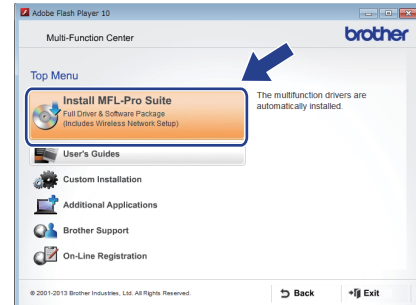 Adobe Flash Player 10
Multi-Function Center
brother
Top Menu
Install MFL-Pro Suite
Full Driver & Software Package
(Includes Wireless Network Setup)
The multifunction drivers are
automatically installed.
User's Guides
Custom Installation
Additional Applications
Brother Support
On-Line Registration
© 2001-2013 Brother Industries, Ltd. All Rights Reserved.
Back
Exit